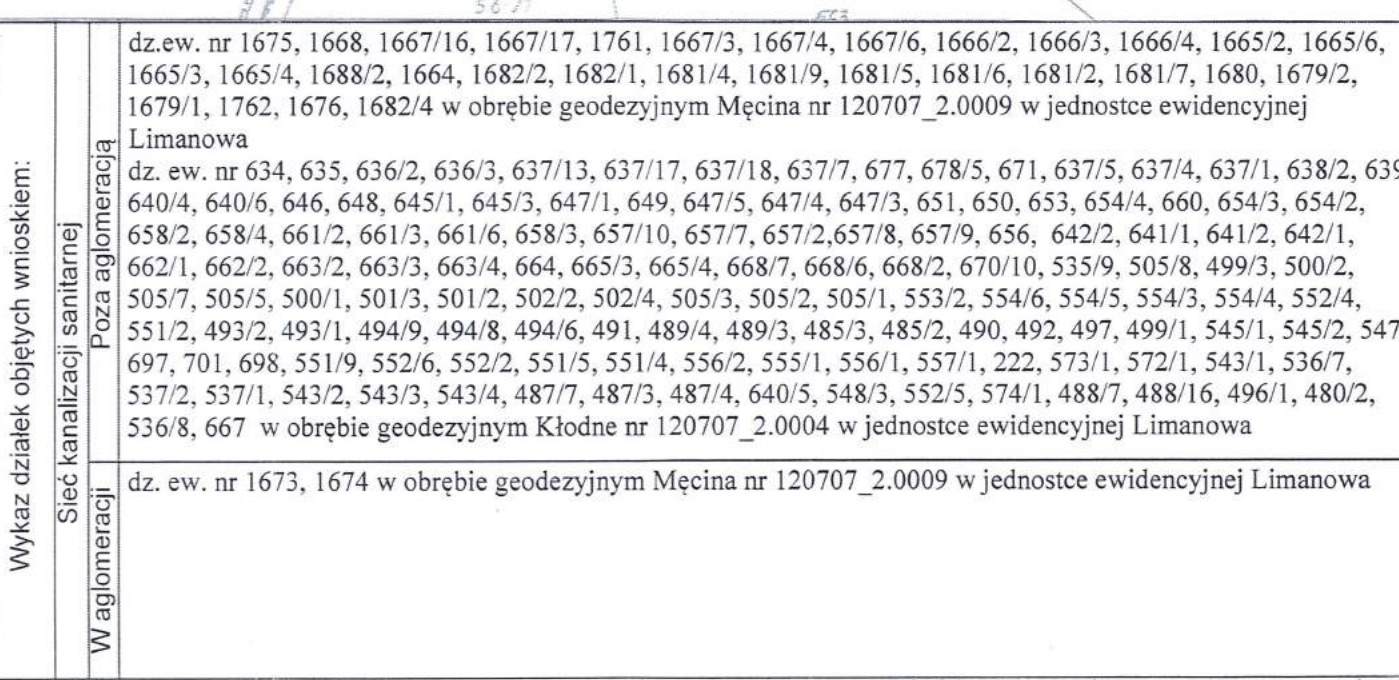 Wykaz działek objętych wnioskiem:
Sieć kanalizacji sanitarnej
Poza aglomeracją
dz.ew. nr 1675, 1668, 1667/16, 1667/17, 1761, 1667/3, 1667/4, 1667/6, 1666/2, 1666/3, 1666/4, 1665/2, 1665/6,
1665/3, 1665/4, 1688/2, 1664, 1682/2, 1682/1, 1681/4, 1681/9, 1681/5, 1681/6, 1681/2, 1681/7, 1680, 1679/2,
1679/1, 1762, 1676, 1682/4 w obrębie geodezyjnym Męcina nr 120707_2.0009 w jednostce ewidencyjnej
Limanowa
dz. ew. nr 634, 635, 636/2, 636/3, 637/13, 637/17, 637/18, 637/7, 677, 678/5, 671, 637/5, 637/4, 637/1, 638/2, 639
640/4, 640/6, 646, 648, 645/1, 645/3, 647/1, 649, 647/5, 647/4, 647/3, 651, 650, 653, 654/4, 660, 654/3, 654/2,
658/2, 658/4, 661/2, 661/3, 661/6, 658/3, 657/10, 657/7, 657/2,657/8, 657/9, 656, 642/2, 641/1, 641/2, 642/1,
662/1, 662/2, 663/2, 663/3, 663/4, 664, 665/3, 665/4, 668/7, 668/6, 668/2, 670/10, 535/9, 505/8, 499/3, 500/2,
505/7, 505/5, 500/1, 501/3, 501/2, 502/2, 502/4, 505/3, 505/2, 505/1, 553/2, 554/6, 554/5, 554/3, 554/4, 552/4,
551/2, 493/2, 493/1, 494/9, 494/8, 494/6, 491, 489/4, 489/3, 485/3, 485/2, 490, 492, 497, 499/1, 545/1, 545/2, 547
697, 701, 698, 551/9, 552/6, 552/2, 551/5, 551/4, 556/2, 555/1, 556/1, 557/1, 222, 573/1, 572/1, 543/1, 536/7,
537/2, 537/1, 543/2, 543/3, 543/4, 487/7, 487/3, 487/4, 640/5, 548/3, 552/5, 574/1, 488/7, 488/16, 496/1, 480/2,
536/8, 667 w obrębie geodezyjnym Kłodne nr 120707_2.0004 w jednostce ewidencyjnej Limanowa
W aglomeracji
dz. ew. nr 1673, 1674 w obrębie geodezyjnym Męcina nr 120707_2.0009 w jednostce ewidencyjnej Limanowa